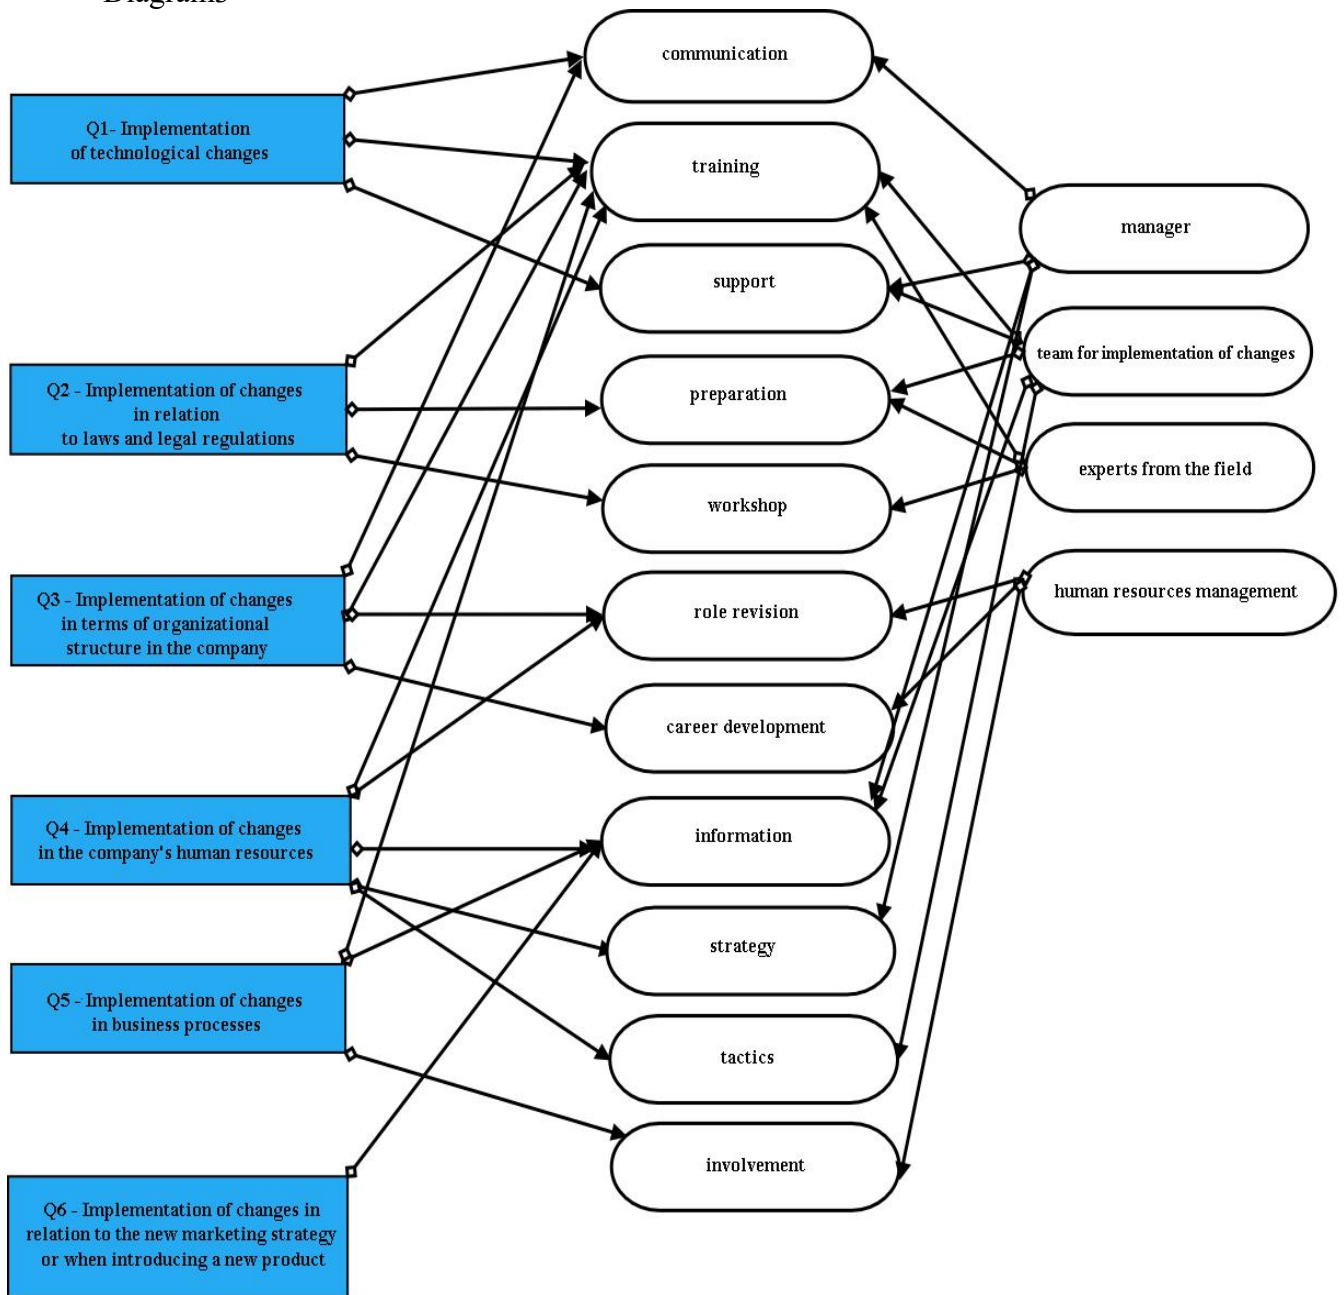 Diagrams
communication
Q1- Implementation
of technological changes
training
manager
support
team for implementation of changes
Q2 - Implementation of changes
in relation
to laws and legal regulations
preparation
experts from the field
workshop
Q3 - Implementation of changes
in terms of organizational
structure in the company
role revision
human resources management
career development
Q4 - Implementation of changes
in the company's human resources
information
strategy
Q5 - Implementation of changes
in business processes
tactics
involvement
Q6 - Implementation of changes in
relation to the new marketing strategy
or when introducing a new product